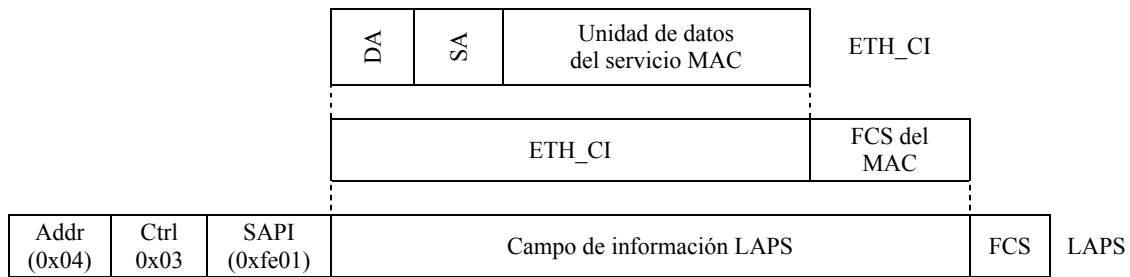 DA
SA
Unidad de datos
del servicio MAC
ETH_CI
ETH_CI
FCS del
MAC
Addr
(0x04)
Ctrl
0x03
SAPI
(0xfe01)
Campo de información LAPS
FCS
LAPS